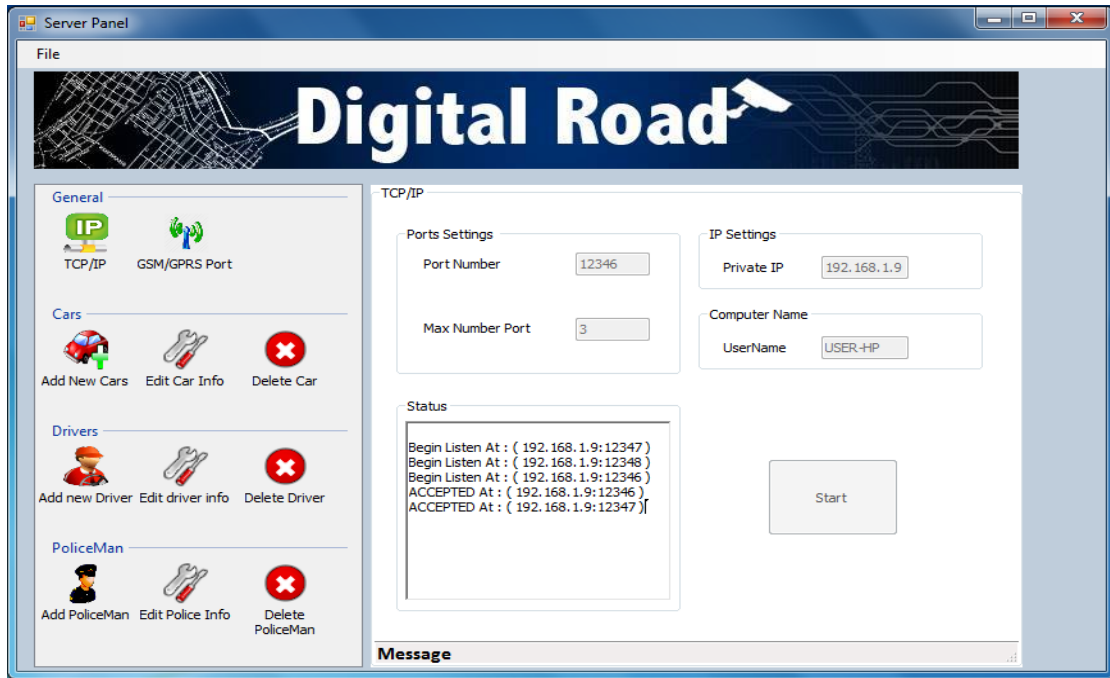 Server Panel
File
Digital Road
General
IP
TCP/IP GSM/GPRS Port
Cars
Add New Cars Edit Car Info Delete Car
Drivers
Add new Driver Edit driver info Delete Driver
PoliceMan
Add PoliceMan Edit Police Info Delete
PoliceMan
TCP/IP
Ports Settings
Port Number 12346
Max Number Port 3
IP Settings
Private IP 192.168.1.9
Computer Name
UserName USER-HP
Status
Begin Listen At : ( 192.168.1.9:12347 )
Begin Listen At : ( 192.168.1.9:12348 )
Begin Listen At : ( 192.168.1.9:12346 )
ACCEPTED At : ( 192.168.1.9:12346 )
ACCEPTED At : ( 192.168.1.9:12347 )
Start
Message